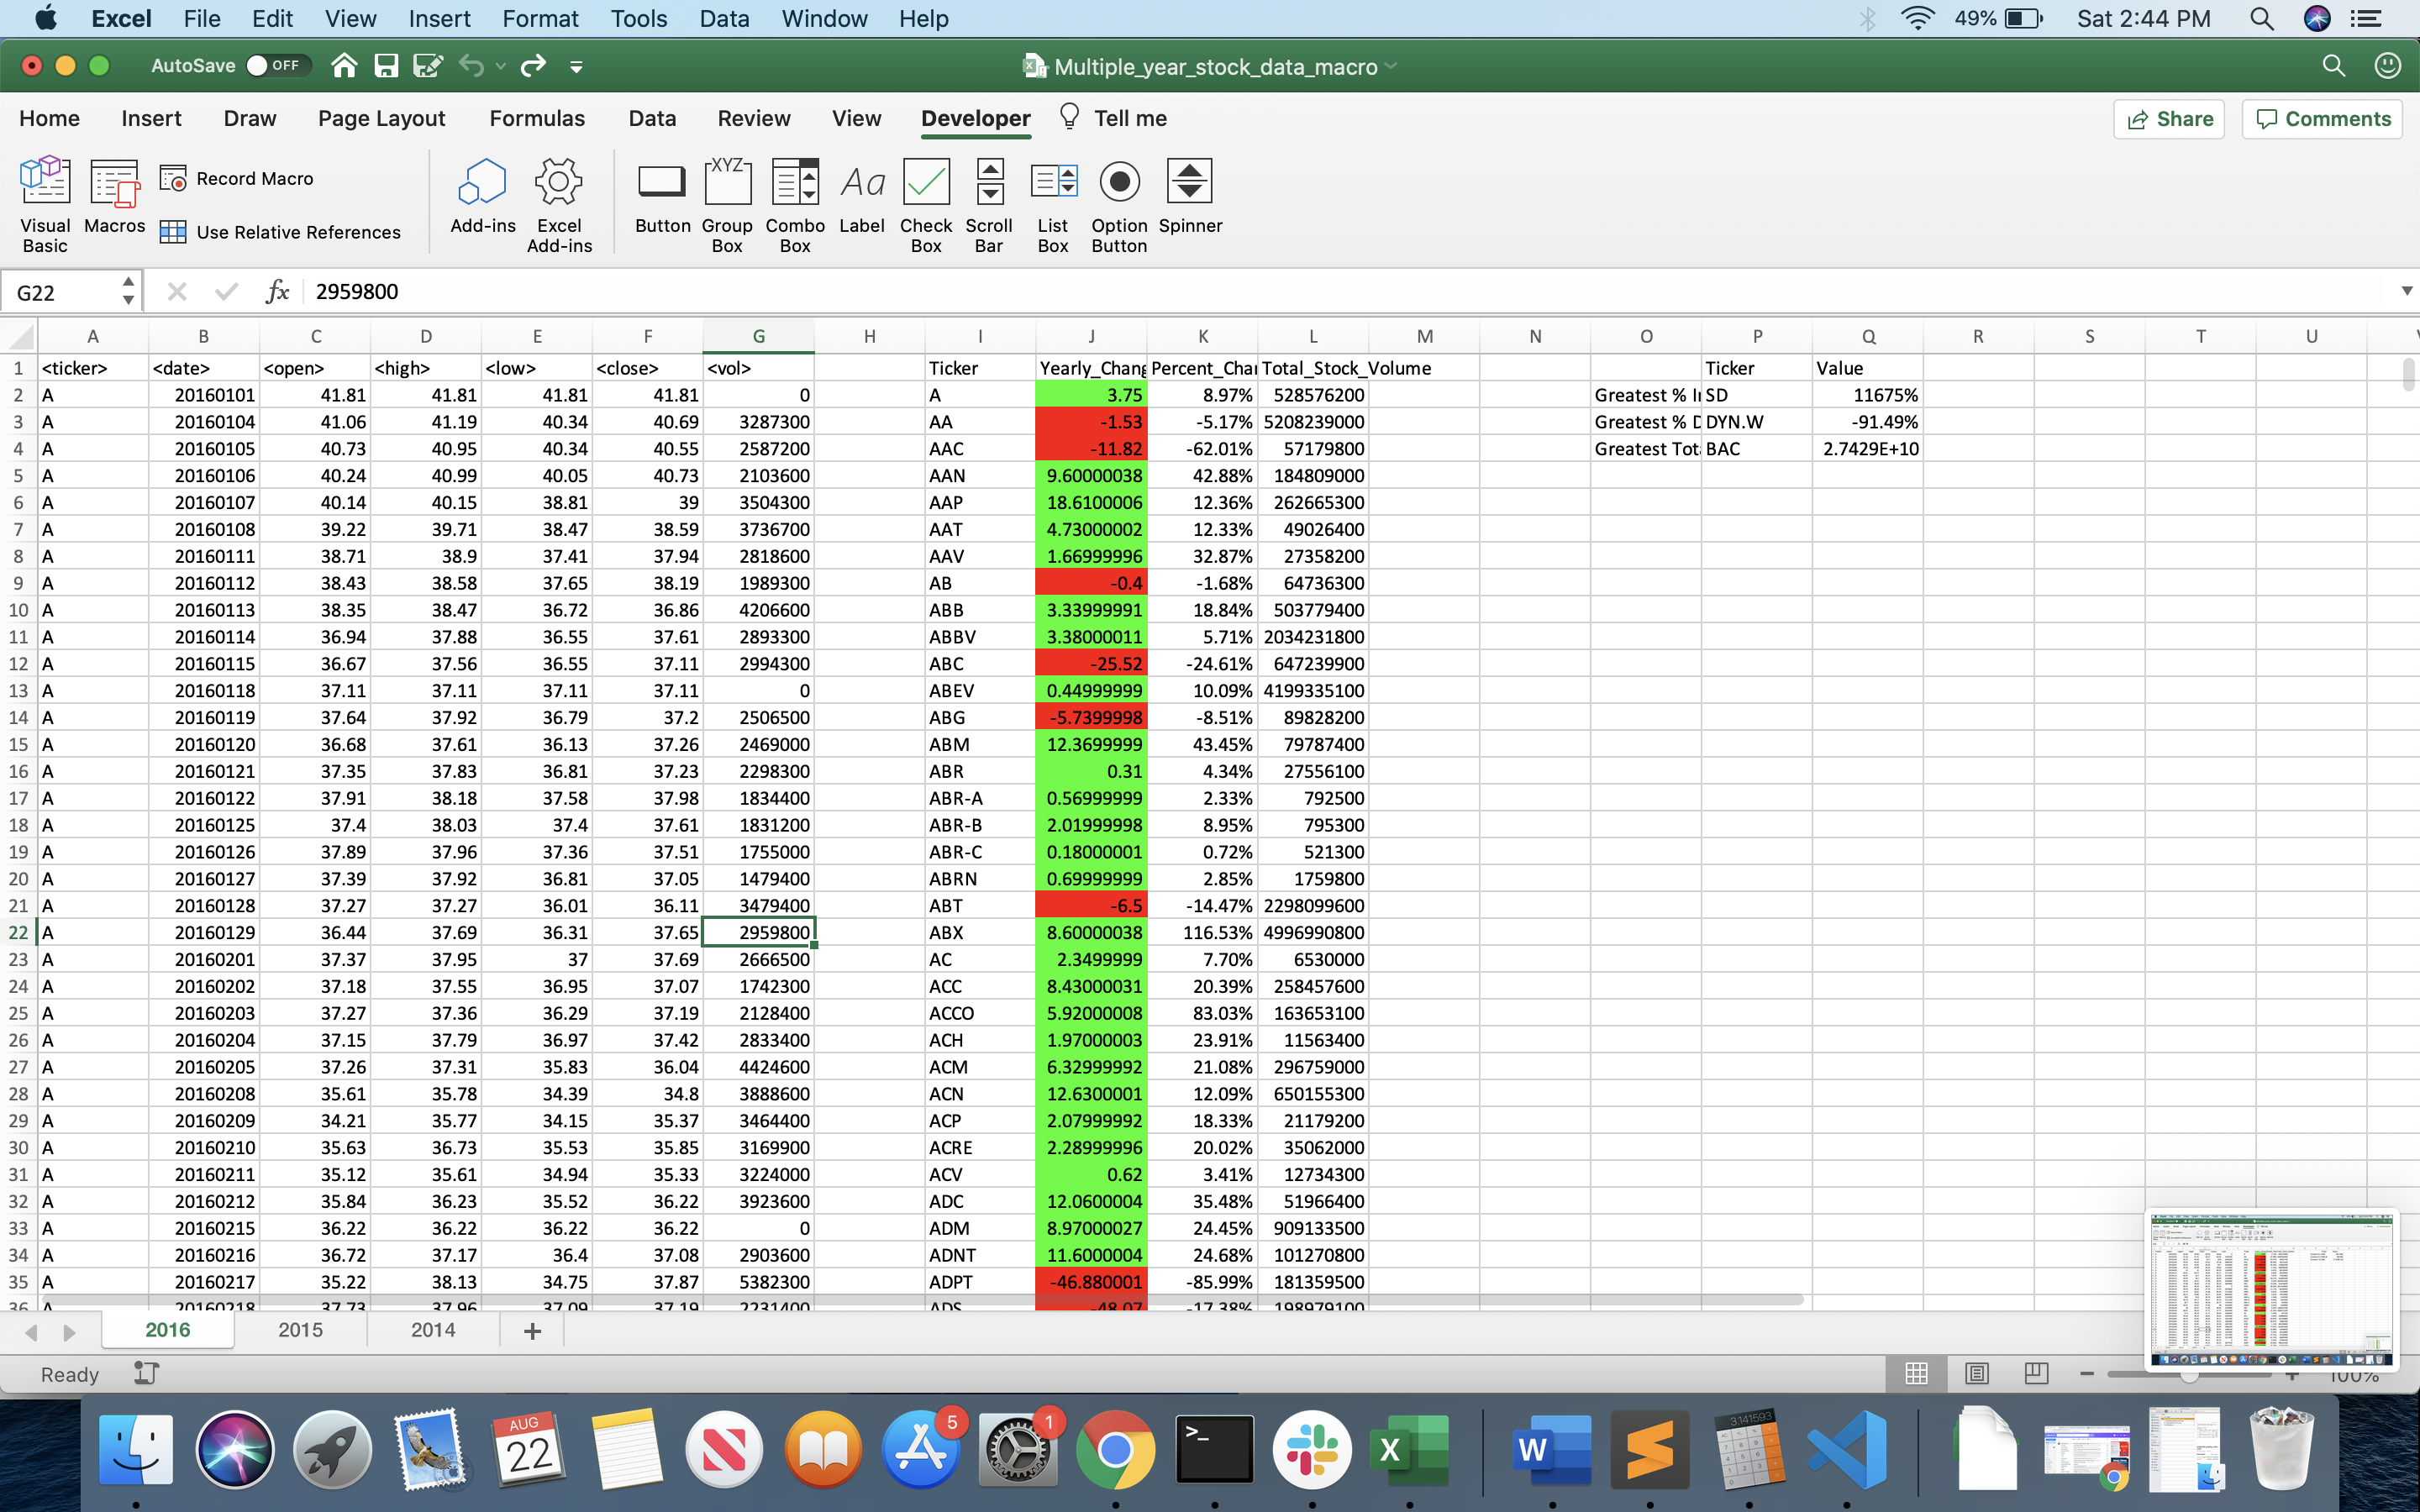 Excel File Edit View Insert Format Tools Data Window Help 49% Sat 2:44 PM
AutoSave OFF Multiple_year_stock_data_macro
Home Insert Draw Page Layout Formulas Data Review View Developer Tell me Share Comments
Visual Basic Macros Record Macro Use Relative References Add-ins Excel Add-ins Button Group Box Combo Box Label Check Box Scroll Bar List Box Option Button Spinner
XYZ Aa
G22 fx 2959800
A B C D E F G H I J K L M N O P Q R S T U
1 <ticker> <date> <open> <high> <low> <close> <vol> Ticker Yearly_Chang Percent_Cha Total_Stock_Volume Ticker Value
2 A 20160101 41.81 41.81 41.81 41.81 0 A 3.75 8.97% 528576200 Greatest % I SD 11675%
3 A 20160104 41.06 41.19 40.34 40.69 3287300 AA -1.53 -5.17% 5208239000 Greatest % D DYN.W -91.49%
4 A 20160105 40.73 40.95 40.34 40.55 2587200 AAC -11.82 -62.01% 57179800 Greatest Tot BAC 2.7429E+10
5 A 20160106 40.24 40.99 40.05 40.73 2103600 AAN 9.60000038 42.88% 184809000
6 A 20160107 40.14 40.15 38.81 39 3504300 AAP 18.6100006 12.36% 262665300
7 A 20160108 39.22 39.71 38.47 38.59 3736700 AAT 4.73000002 12.33% 49026400
8 A 20160111 38.71 38.9 37.41 37.94 2818600 AAV 1.66999996 32.87% 27358200
9 A 20160112 38.43 38.58 37.65 38.19 1989300 AB -0.4 -1.68% 64736300
10 A 20160113 38.35 38.47 36.72 36.86 4206600 ABB 3.33999991 18.84% 503779400
11 A 20160114 36.94 37.88 36.55 37.61 2893300 ABBV 3.38000011 5.71% 2034231800
12 A 20160115 36.67 37.56 36.55 37.11 2994300 ABC -25.52 -24.61% 647239900
13 A 20160118 37.11 37.11 37.11 37.11 0 ABEV 0.44999999 10.09% 4199335100
14 A 20160119 37.64 37.92 36.79 37.2 2506500 ABG -5.7399998 -8.51% 89828200
15 A 20160120 36.68 37.61 36.13 37.26 2469000 ABM 12.3699999 43.45% 79787400
16 A 20160121 37.35 37.83 36.81 37.23 2298300 ABR 0.31 4.34% 27556100
17 A 20160122 37.91 38.18 37.58 37.98 1834400 ABR-A 0.56999999 2.33% 792500
18 A 20160125 37.4 38.03 37.4 37.61 1831200 ABR-B 2.01999998 8.95% 795300
19 A 20160126 37.89 37.96 37.36 37.51 1755000 ABR-C 0.18000001 0.72% 521300
20 A 20160127 37.39 37.92 36.81 37.05 1479400 ABRN 0.69999999 2.85% 1759800
21 A 20160128 37.27 37.27 36.01 36.11 3479400 ABT -6.5 -14.47% 2298099600
22 A 20160129 36.44 37.69 36.31 37.65 2959800 ABX 8.60000038 116.53% 4996990800
23 A 20160201 37.37 37.95 37 37.69 2666500 AC 2.3499999 7.70% 6530000
24 A 20160202 37.18 37.55 36.95 37.07 1742300 ACC 8.43000031 20.39% 258457600
25 A 20160203 37.27 37.36 36.29 37.19 2128400 ACCO 5.92000008 83.03% 163653100
26 A 20160204 37.15 37.79 36.97 37.42 2833400 ACH 1.97000003 23.91% 11563400
27 A 20160205 37.26 37.31 35.83 36.04 4424600 ACM 6.32999992 21.08% 296759000
28 A 20160208 35.61 35.78 34.39 34.8 3888600 ACN 12.6300001 12.09% 650155300
29 A 20160209 34.21 35.77 34.15 35.37 3464400 ACP 2.07999992 18.33% 21179200
30 A 20160210 35.63 36.73 35.53 35.85 3169900 ACRE 2.28999996 20.02% 35062000
31 A 20160211 35.12 35.61 34.94 35.33 3224000 ACV 0.62 3.41% 12734300
32 A 20160212 35.84 36.23 35.52 36.22 3923600 ADC 12.0600004 35.48% 51966400
33 A 20160215 36.22 36.22 36.22 36.22 0 ADM 8.97000027 24.45% 909133500
34 A 20160216 36.72 37.17 36.4 37.08 2903600 ADNT 11.6000004 24.68% 101270800
35 A 20160217 35.22 38.13 34.75 37.87 5382300 ADPT -46.880001 -85.99% 181359500
36 A 20160218 37.73 37.96 37.09 37.19 2231400 ADS -48.07 -17.38% 198979100
2016 2015 2014 +
Ready 100%
AUG 22 5 1 >_ X W 3.141593